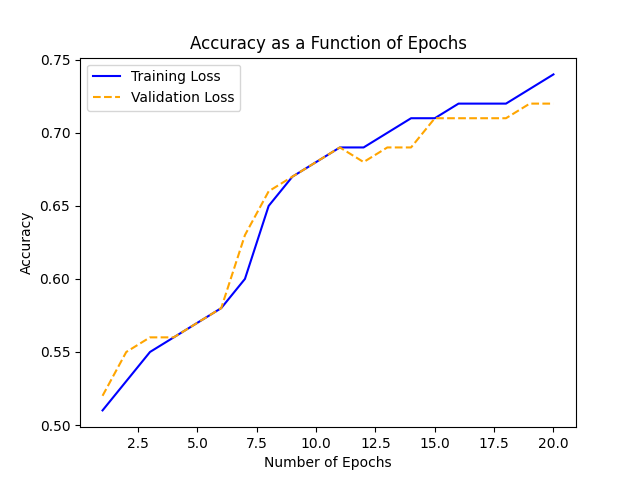 Accuracy as a Function of Epochs
Training Loss
Validation Loss
0.75
0.70
0.65
0.60
0.55
0.50
Accuracy
2.5 5.0 7.5 10.0 12.5 15.0 17.5 20.0
Number of Epochs